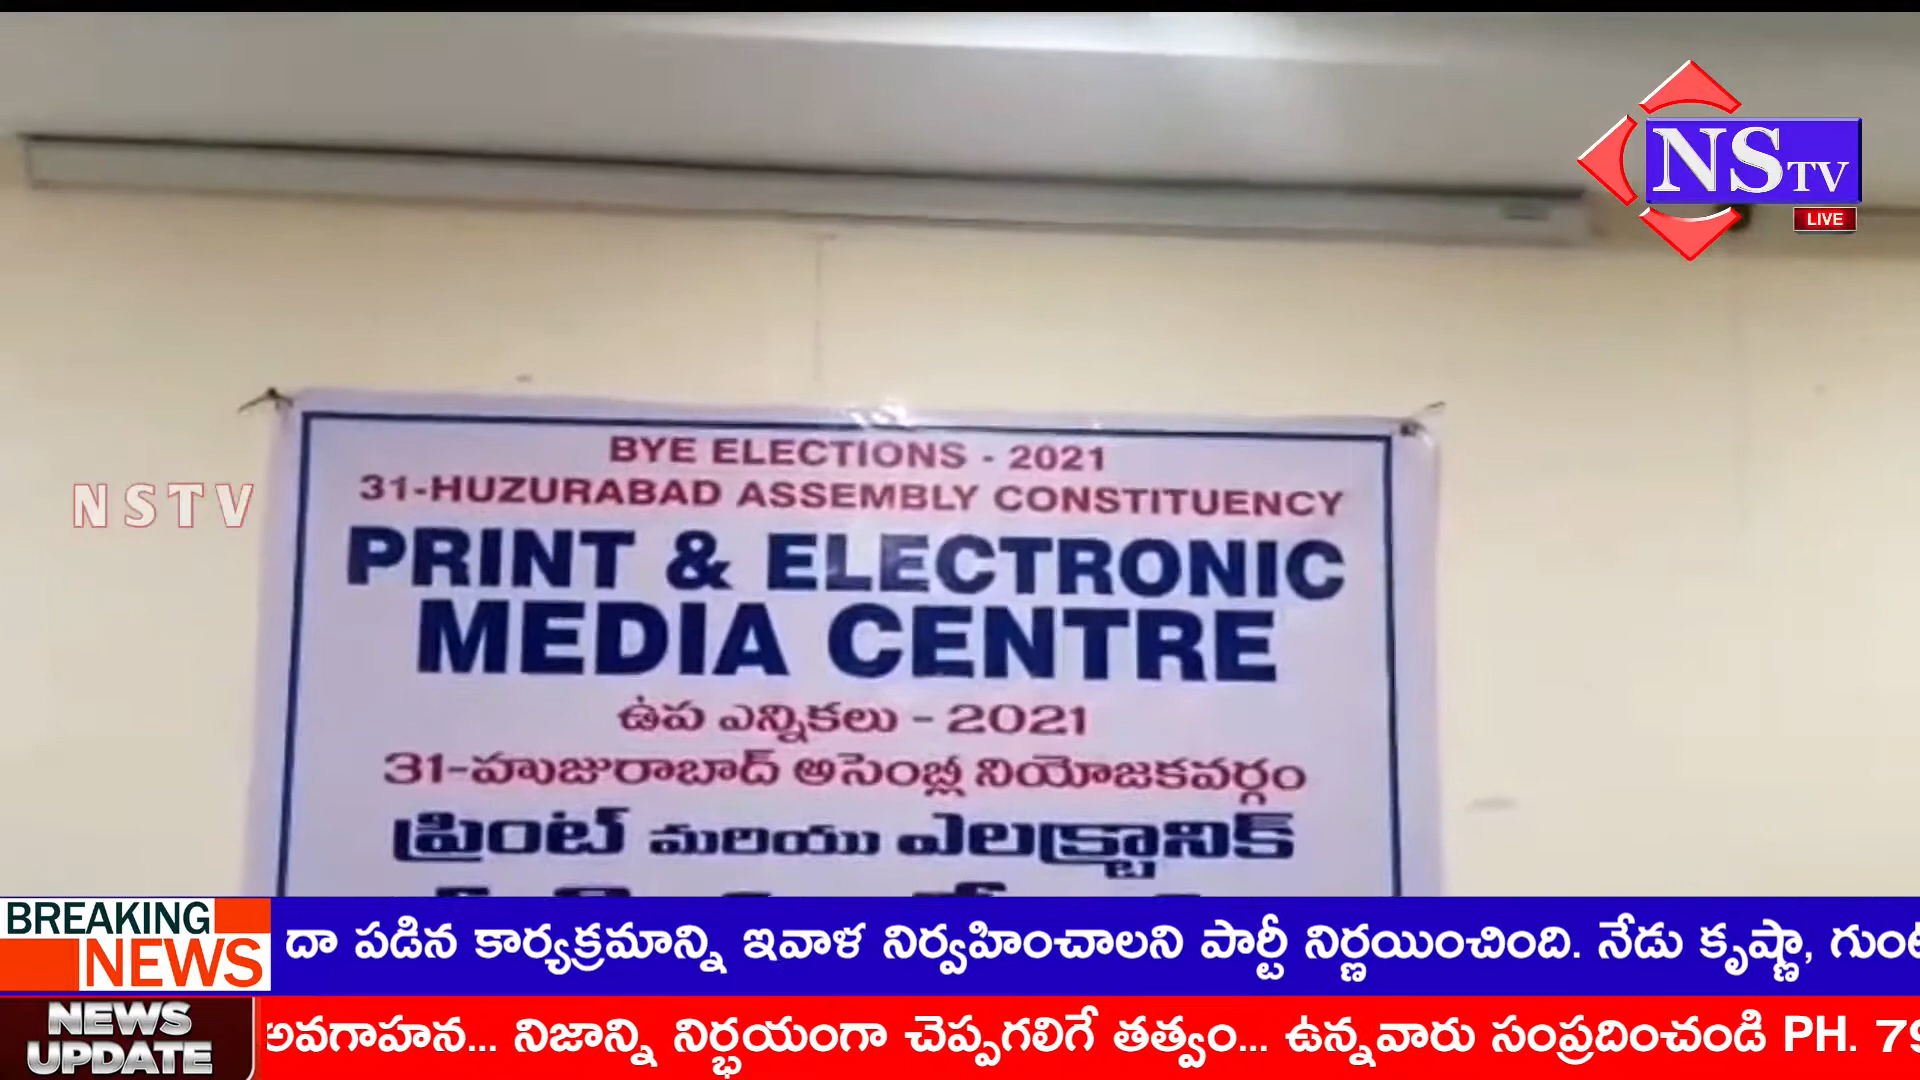 NSTV
LIVE
BYE ELECTIONS - 2021
31-HUZURABAD ASSEMBLY CONSTITUENCY
NSTV
PRINT & ELECTRONIC
MEDIA CENTRE
ఉప ఎన్నికలు - 2021
31-హుజురాబాద్ అసెంబ్లీ నియోజకవర్గం
ప్రింట్ మరియు ఎలక్ట్రానిక్
BREAKING
NEWS
దా పడిన కార్యక్రమాన్ని ఇవాళ నిర్వహించాలని పార్టీ నిర్ణయించింది. నేడు కృష్ణా,
NEWS
UPDATE
అవగాహన... నిజాన్ని నిర్భయంగా చెప్పగలిగే తత్వం... ఉన్నవారు సంప్రదించండి PH. 79